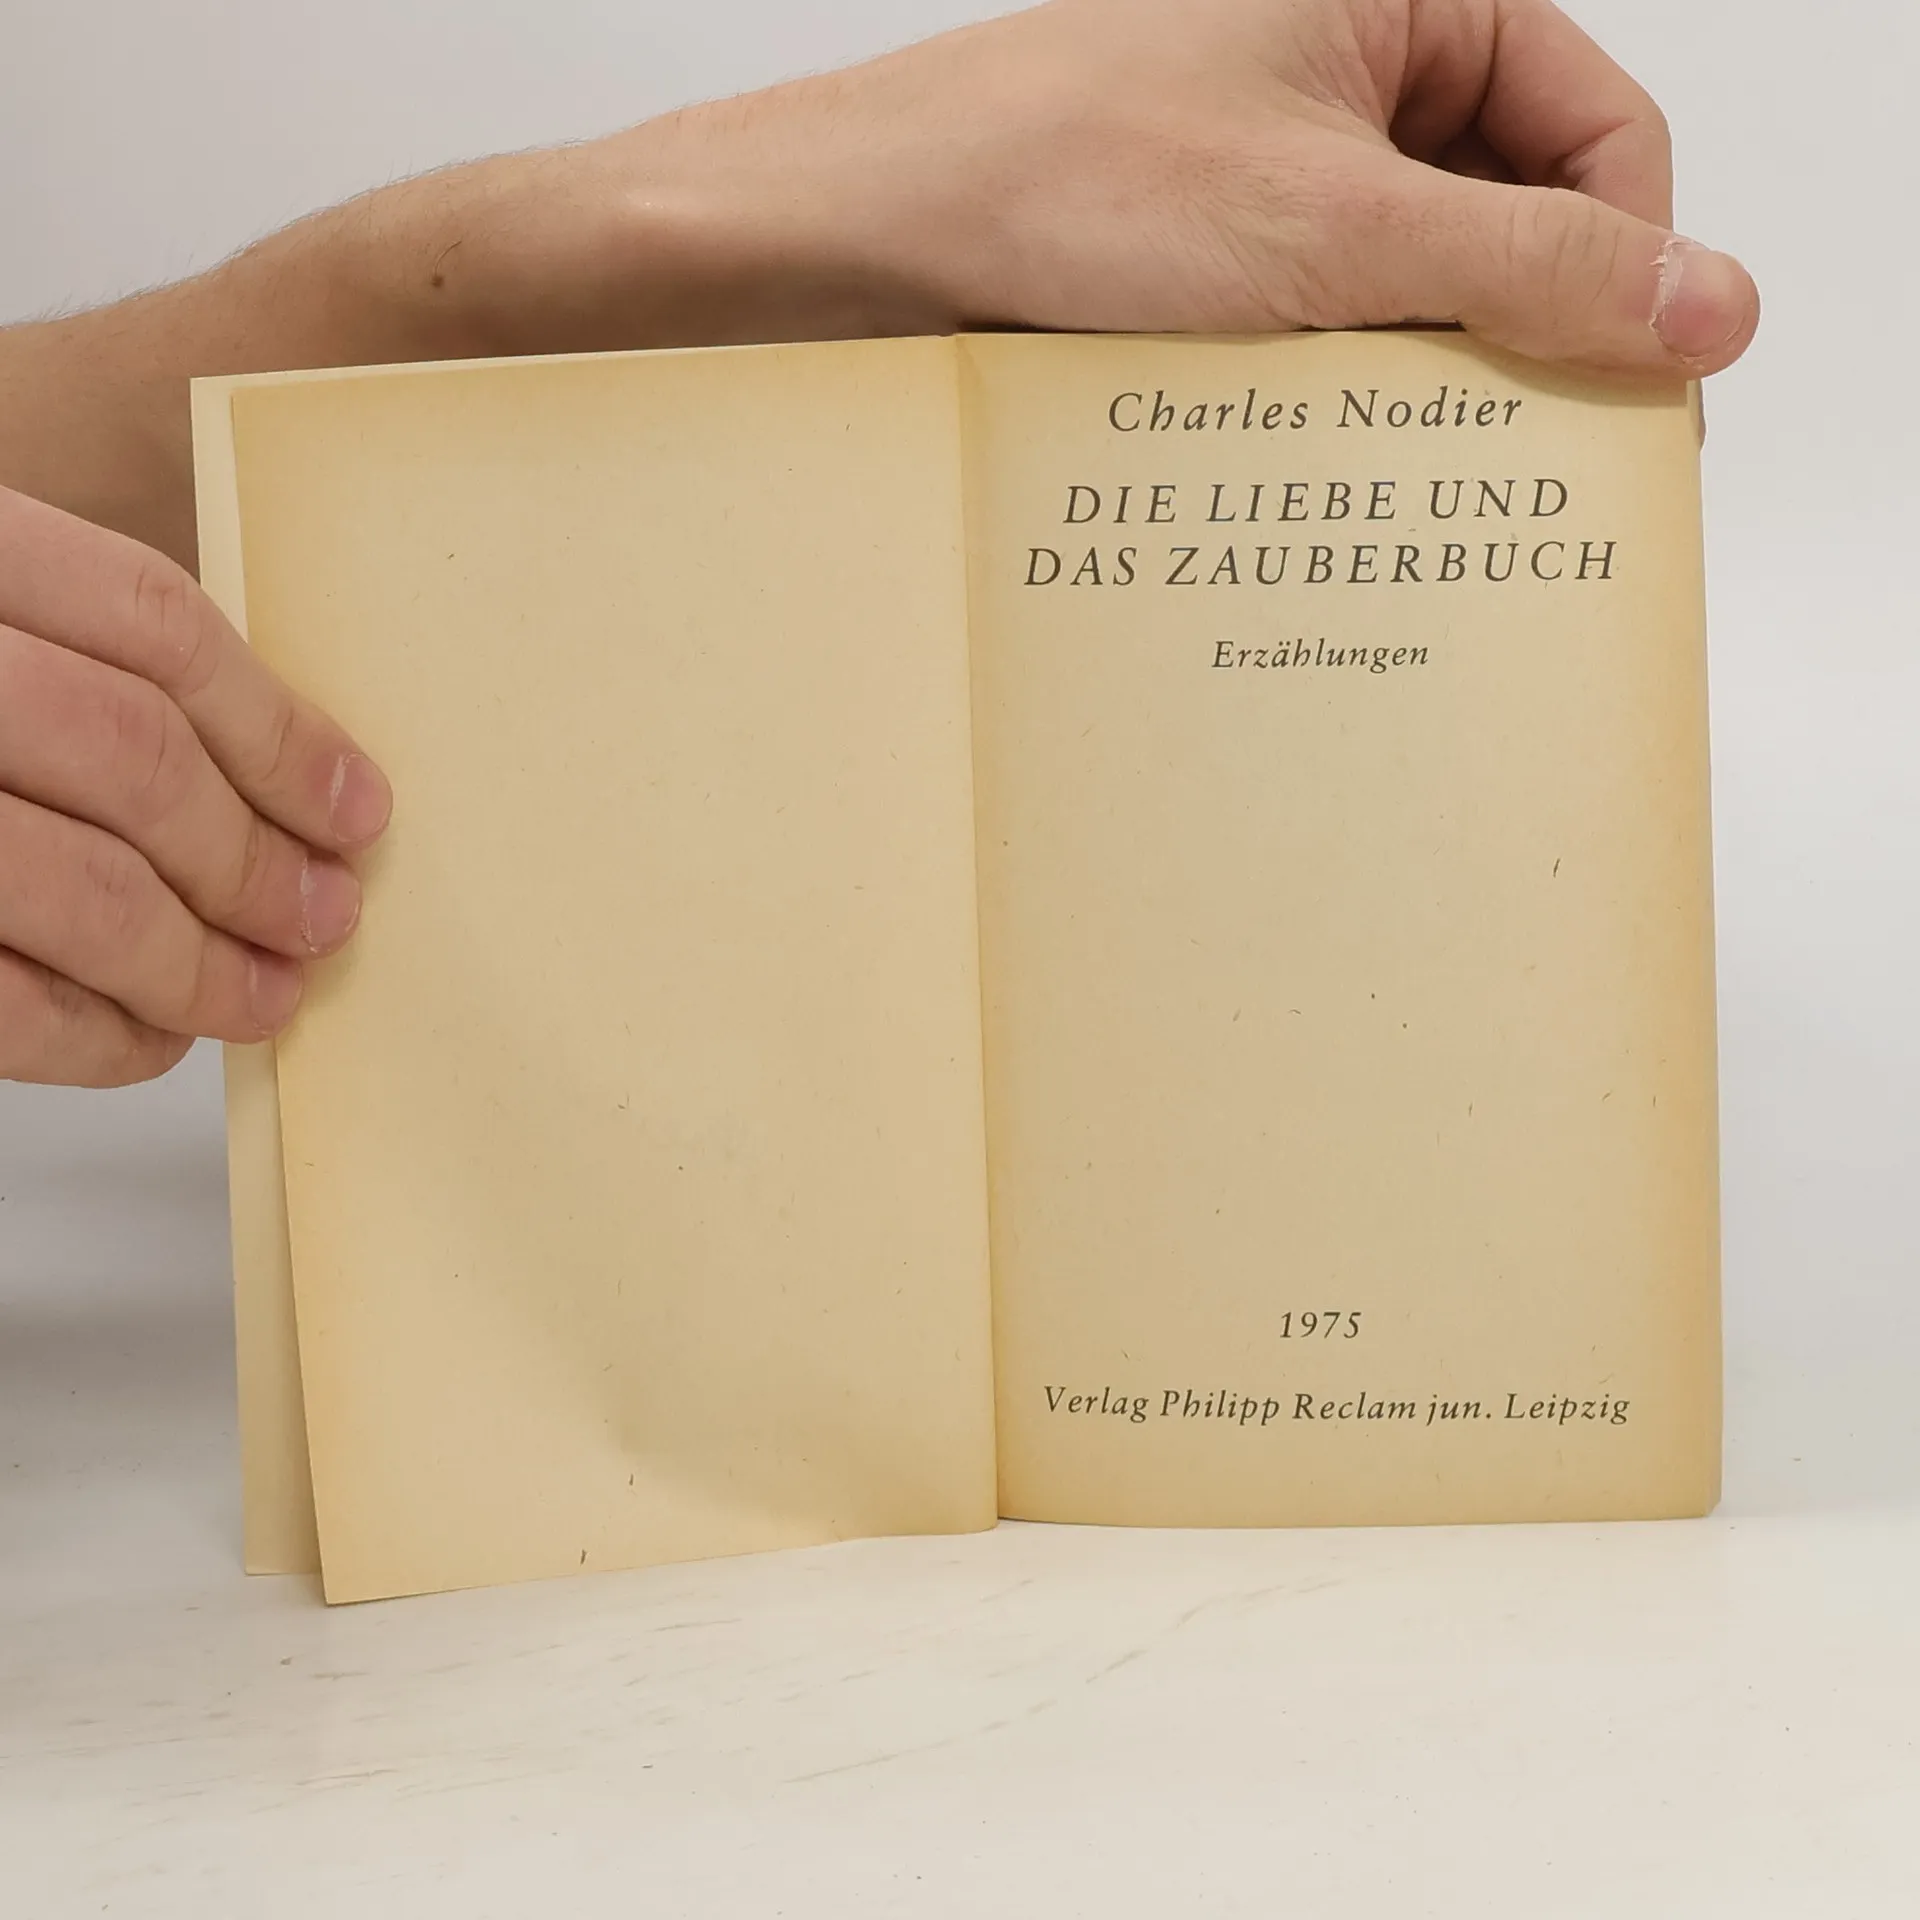 Charles Nodier
DIE LIEBE UND
DAS ZAUBERBUCH
Erzählungen
1975
Verlag Philipp Reclam jun. Leipzig